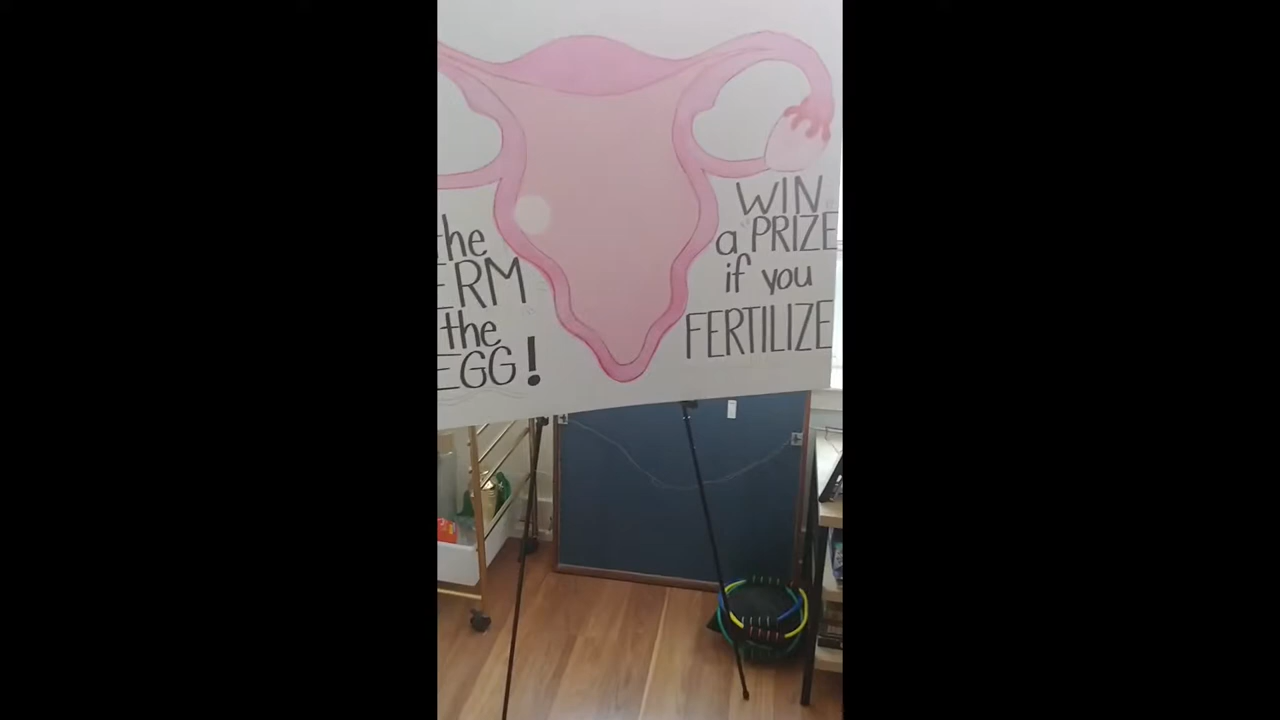 the
ERM
the
EGG!
WIN
a PRIZE
if you
FERTILIZE